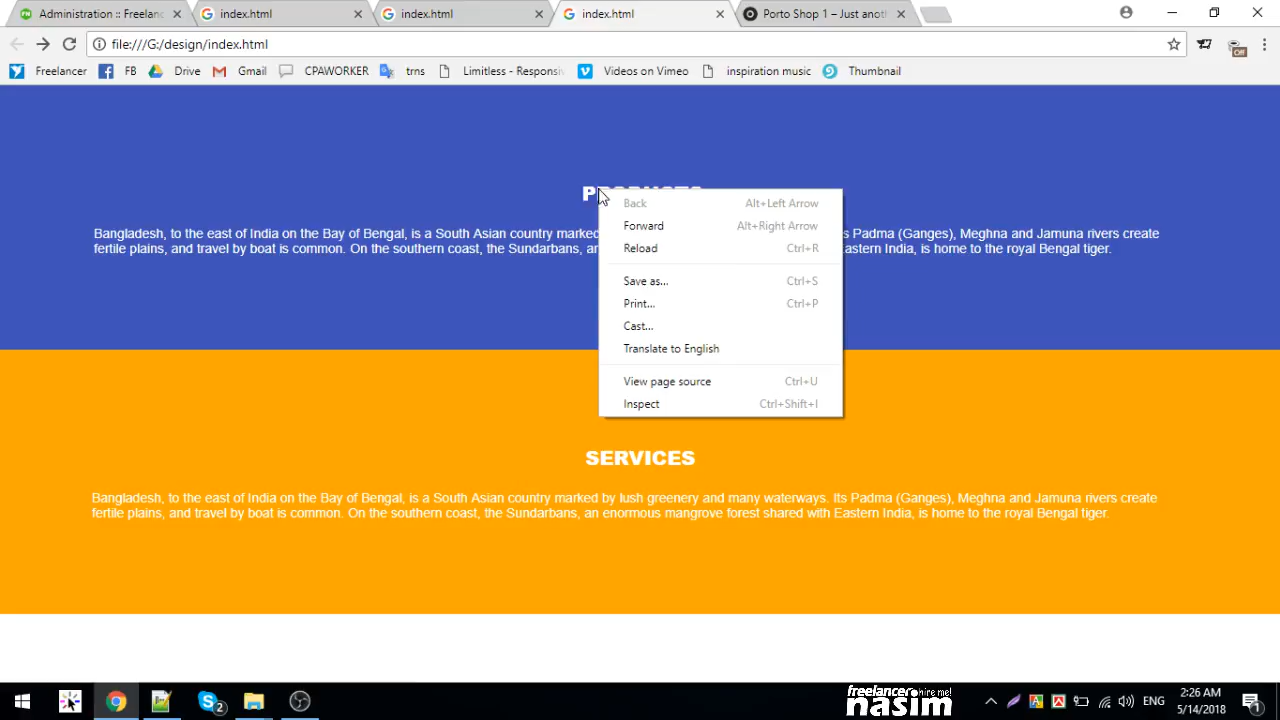 Administration :: Freelanc
index.html
index.html
index.html
Porto Shop 1 – Just anot
file:///G:/design/index.html
Off
Freelancer
FB
Drive
Gmail
CPAWORKER
trns
Limitless - Responsiv
Videos on Vimeo
inspiration music
Thumbnail
Bangladesh, to the east of India on the Bay of Bengal, is a South Asian country marked
s Padma (Ganges), Meghna and Jamuna rivers create
fertile plains, and travel by boat is common. On the southern coast, the Sundarbans, an
Eastern India, is home to the royal Bengal tiger.
Back Alt+Left Arrow
Forward Alt+Right Arrow
Reload Ctrl+R
Save as... Ctrl+S
Print... Ctrl+P
Cast...
Translate to English
View page source Ctrl+U
Inspect Ctrl+Shift+I
SERVICES
Bangladesh, to the east of India on the Bay of Bengal, is a South Asian country marked by lush greenery and many waterways. Its Padma (Ganges), Meghna and Jamuna rivers create
fertile plains, and travel by boat is common. On the southern coast, the Sundarbans, an enormous mangrove forest shared with Eastern India, is home to the royal Bengal tiger.
2
freelancer hire me!
nasim
ENG
2:26 AM
5/14/2018
1